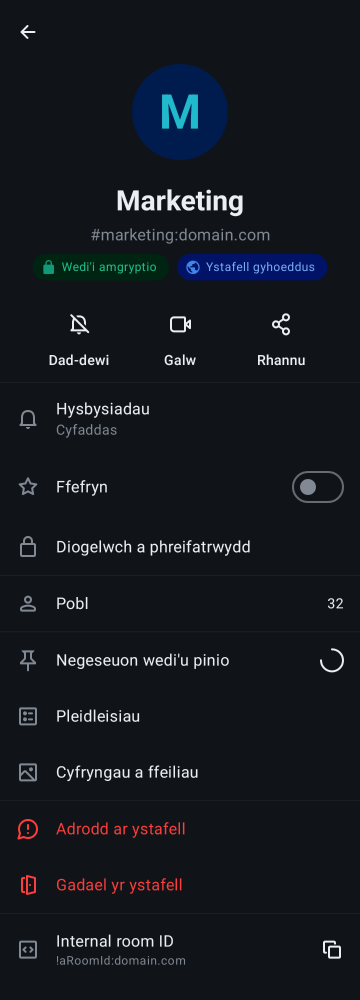 M
Marketing
#marketing:domain.com
Wedi'i amgryptio
Ystafell gyhoeddus
Dad-dewi
Galw
Rhannu
Hysbysiadau
Cyfaddas
Ffefryn
Diogelwch a phreifatrwydd
Pobl
32
Negeseuon wedi'u pinio
Pleidleisiau
Cyfryngau a ffeiliau
Adrodd ar ystafell
Gadael yr ystafell
Internal room ID
!aRoomId:domain.com